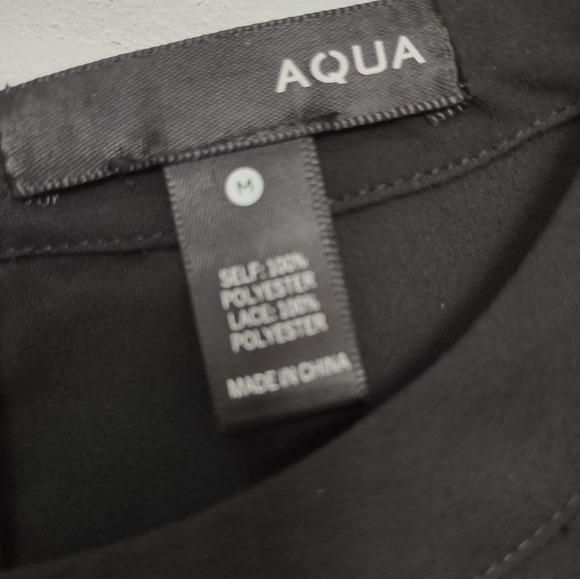 AQUA
M
SELF: 100%
POLYESTER
LACE: 100%
POLYESTER
MADE IN CHINA